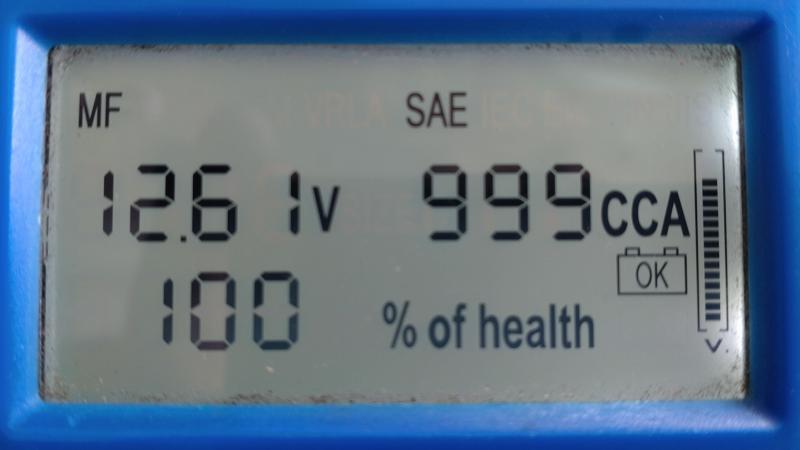 MF SAE
12.61V 999CCA
OK
100 % of health